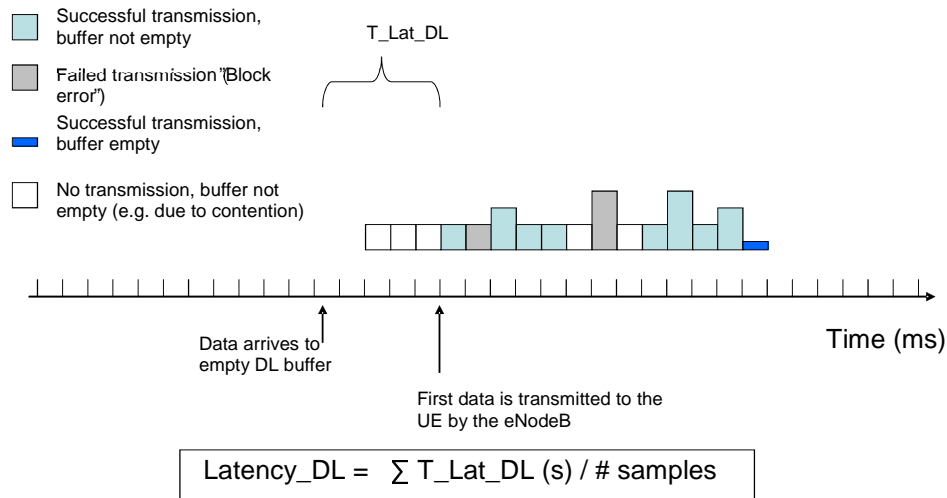 Successful transmission,
buffer not empty
Failed transmission ”(Block
error”)
Successful transmission,
buffer empty
No transmission, buffer not
empty (e.g. due to contention)
T_Lat_DL
Time (ms)
Data arrives to
empty DL buffer
First data is transmitted to the
UE by the eNodeB
Latency_DL = ∑ T_Lat_DL (s) / # samples